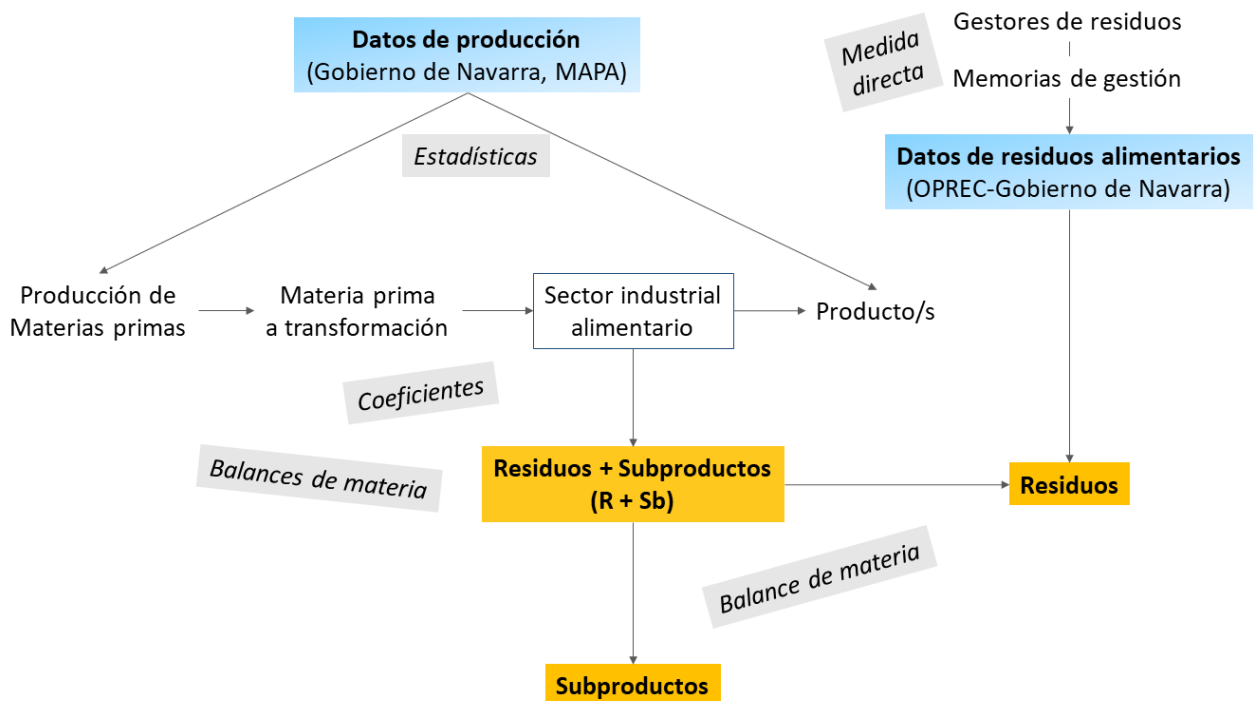 Datos de producción
(Gobierno de Navarra, MAPA)
Medida
directa
Gestores de residuos
Memorias de gestión
Estadísticas
Datos de residuos alimentarios
(OPREC-Gobierno de Navarra)
Producción de
Materias primas
Materia prima
a transformación
Sector industrial
alimentario
Producto/s
Coeficientes
Balances de materia
Residuos + Subproductos
(R + Sb)
Residuos
Balance de materia
Subproductos